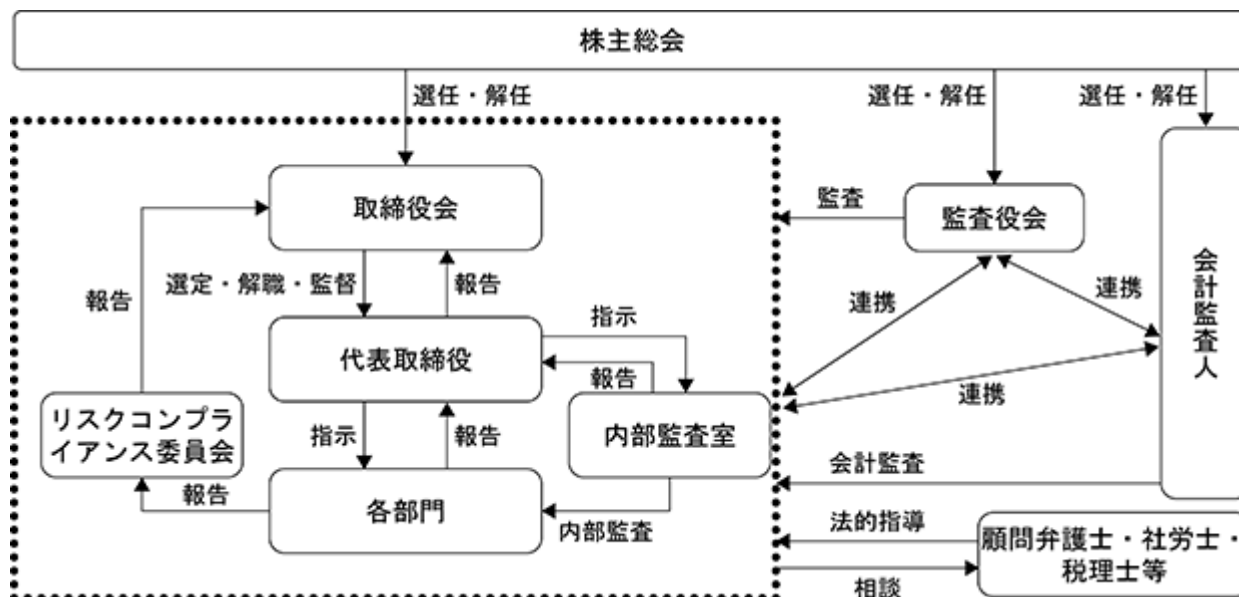 株主総会
選任・解任
選任・解任
選任・解任
取締役会
監査
監査役会
会計監査人
選定・解職・監督
報告
報告
連携
連携
指示
代表取締役
報告
連携
リスクコンプラ
イアンス委員会
指示
報告
内部監査室
会計監査
報告
各部門
内部監査
法的指導
顧問弁護士・社労士・
税理士等
相談